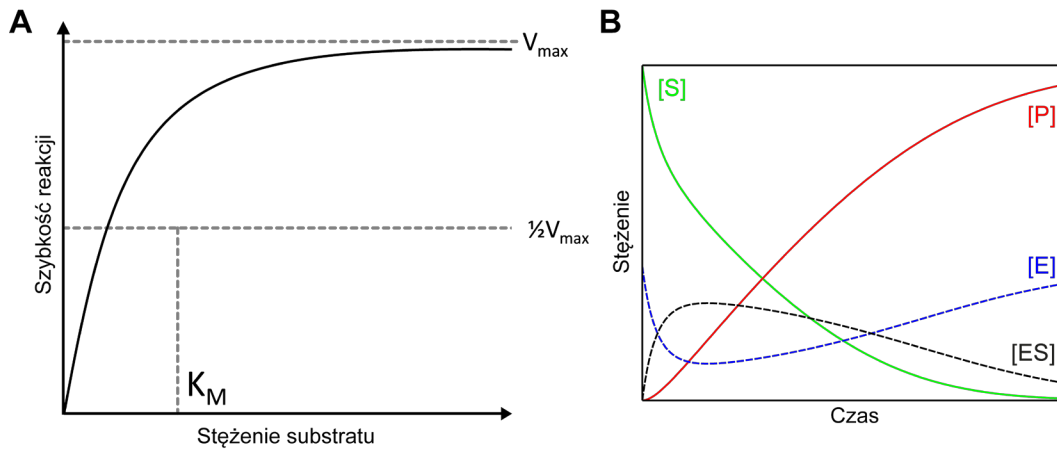 A
Szybkość reakcji
Vmax
½Vmax
KM
Stężenie substratu
B
Stężenie
[S]
[P]
[E]
[ES]
Czas